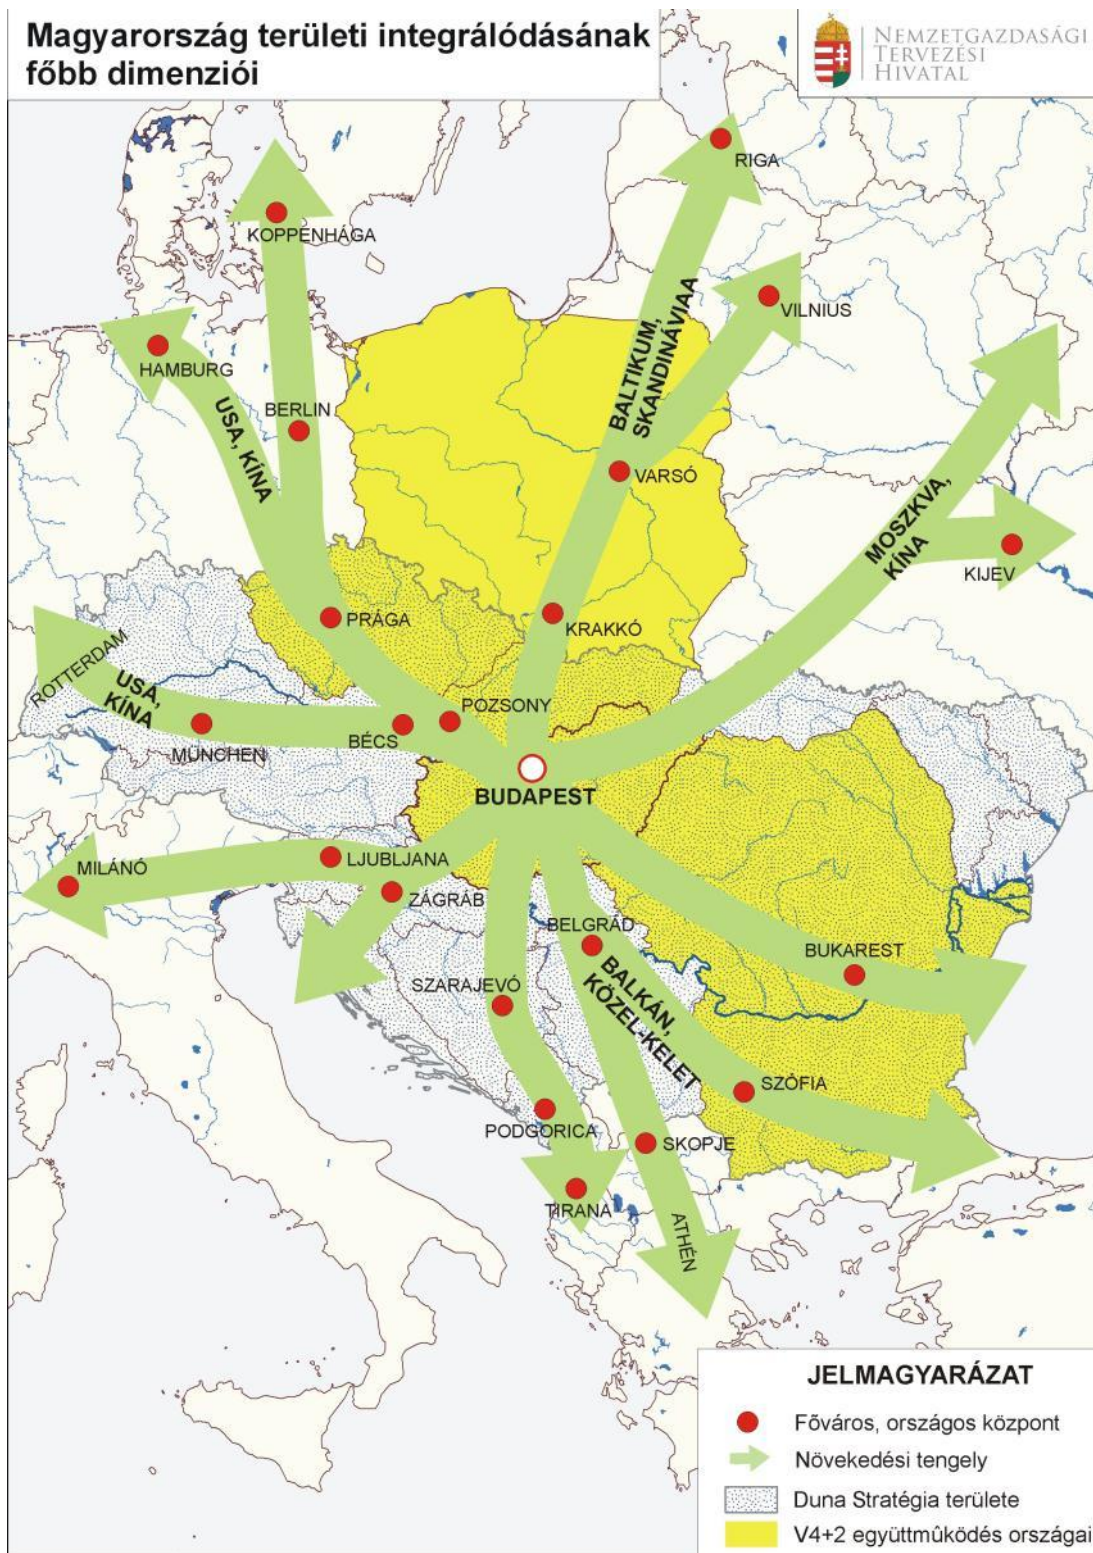 Magyarország területi integrálódásának
főbb dimenziói
NEMZETGAZDASÁGI
TERVEZÉSI
HIVATAL
RIGA
KOPPENHÁGA
VILNIUS
BALTIKUM,
SKANDINÁVIAA
HAMBURG
BERLIN
USA, KÍNA
VARSÓ
MOSZKVA,
KÍNA
KIJEV
PRÁGA
KRAKKÓ
ROTTERDAM
USA,
KÍNA
POZSONY
BÉCS
MÜNCHEN
BUDAPEST
LJUBLJANA
MILÁNÓ
ZÁGRÁB
BELGRÁD
BUKAREST
BALKÁN,
KÖZEL-KELET
SZARAJEVÓ
SZÓFIA
PODGORICA
SKOPJE
TIRANA
ATHÉN
JELMAGYARÁZAT
Fõváros, országos központ
Növekedési tengely
Duna Stratégia területe
V4+2 együttmûködés országai